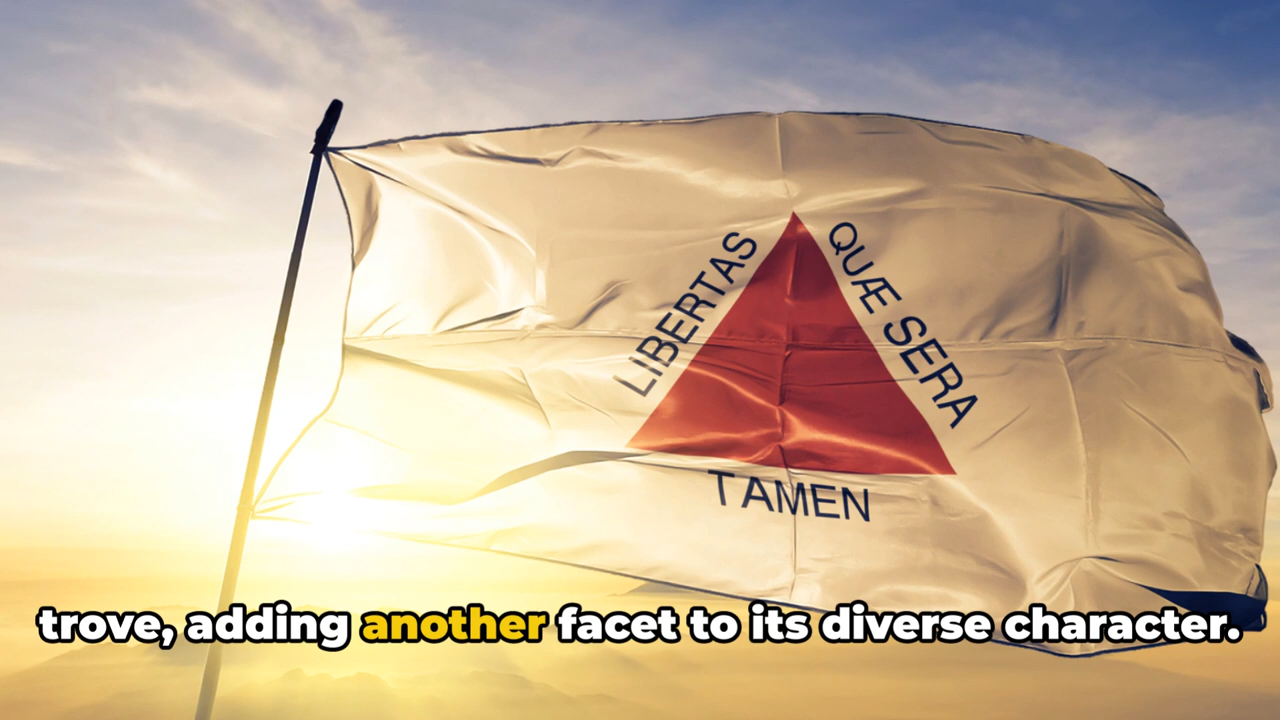 LIBERTAS
QUÆ SERA
TAMEN
trove, adding another facet to its diverse character.